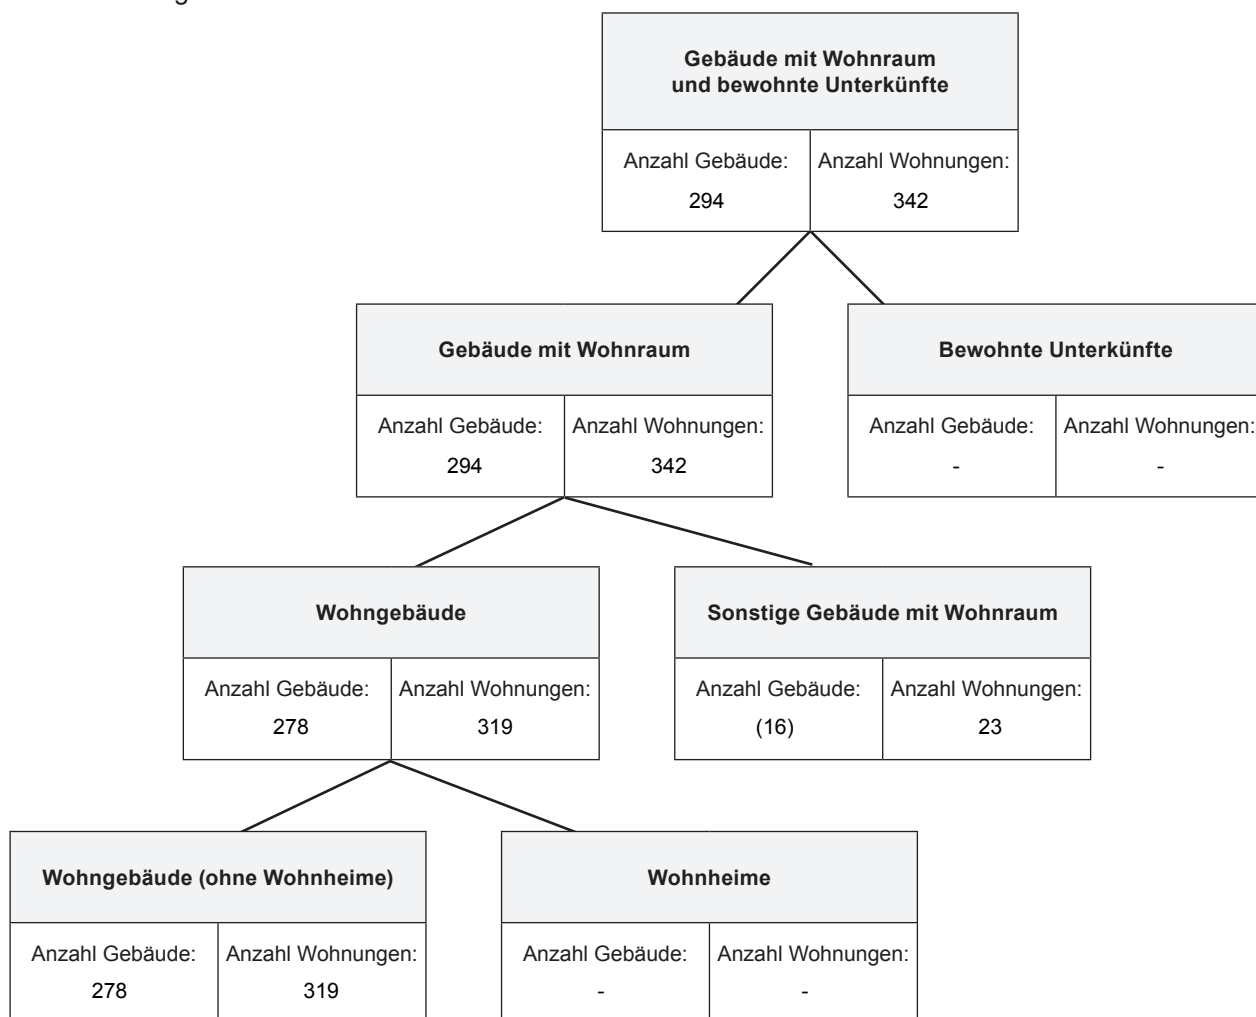 Gebäude mit Wohnraum
und bewohnte Unterkünfte
Anzahl Gebäude: Anzahl Wohnungen:
294 342
Gebäude mit Wohnraum
Anzahl Gebäude: Anzahl Wohnungen:
294 342
Bewohnte Unterkünfte
Anzahl Gebäude: Anzahl Wohnungen:
- -
Wohngebäude
Anzahl Gebäude: Anzahl Wohnungen:
278 319
Sonstige Gebäude mit Wohnraum
Anzahl Gebäude: Anzahl Wohnungen:
(16) 23
Wohngebäude (ohne Wohnheime)
Anzahl Gebäude: Anzahl Wohnungen:
278 319
Wohnheime
Anzahl Gebäude: Anzahl Wohnungen:
- -